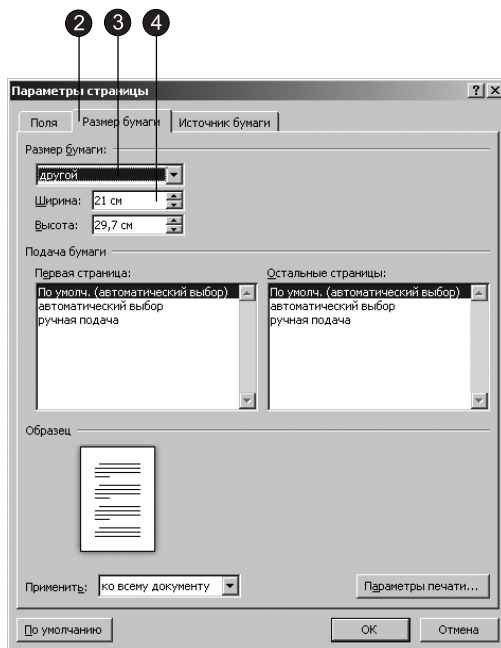 2 3 4
Параметры страницы
Поля Размер бумаги Источник бумаги
Размер бумаги:
другой
Ширина: 21 см
Высота: 29,7 см
Подача бумаги
Первая страница: Остальные страницы:
По умолч. (автоматический выбор) По умолч. (автоматический выбор)
автоматический выбор автоматический выбор
ручная подача ручная подача
Образец
Применить: ко всему документу Параметры печати...
По умолчанию ОК Отмена